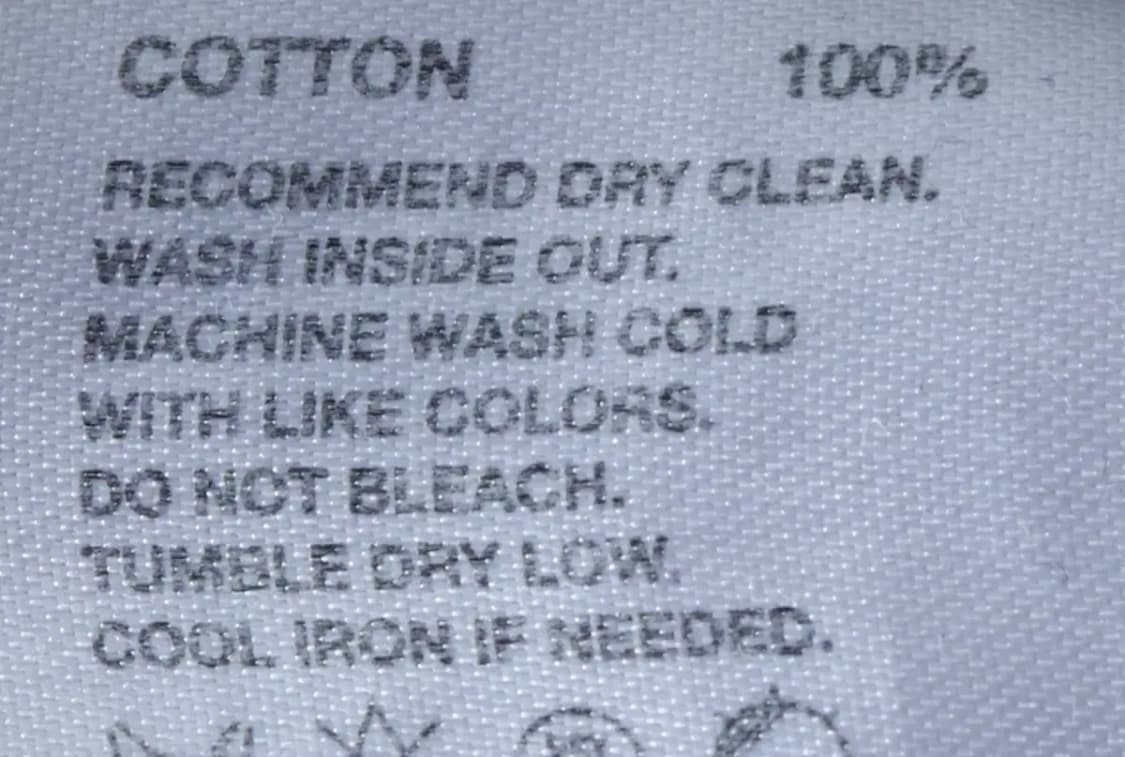 COTTON 100%
RECOMMEND DRY CLEAN.
WASH INSIDE OUT.
MACHINE WASH COLD
WITH LIKE COLORS.
DO NOT BLEACH.
TUMBLE DRY LOW.
COOL IRON IF NEEDED.